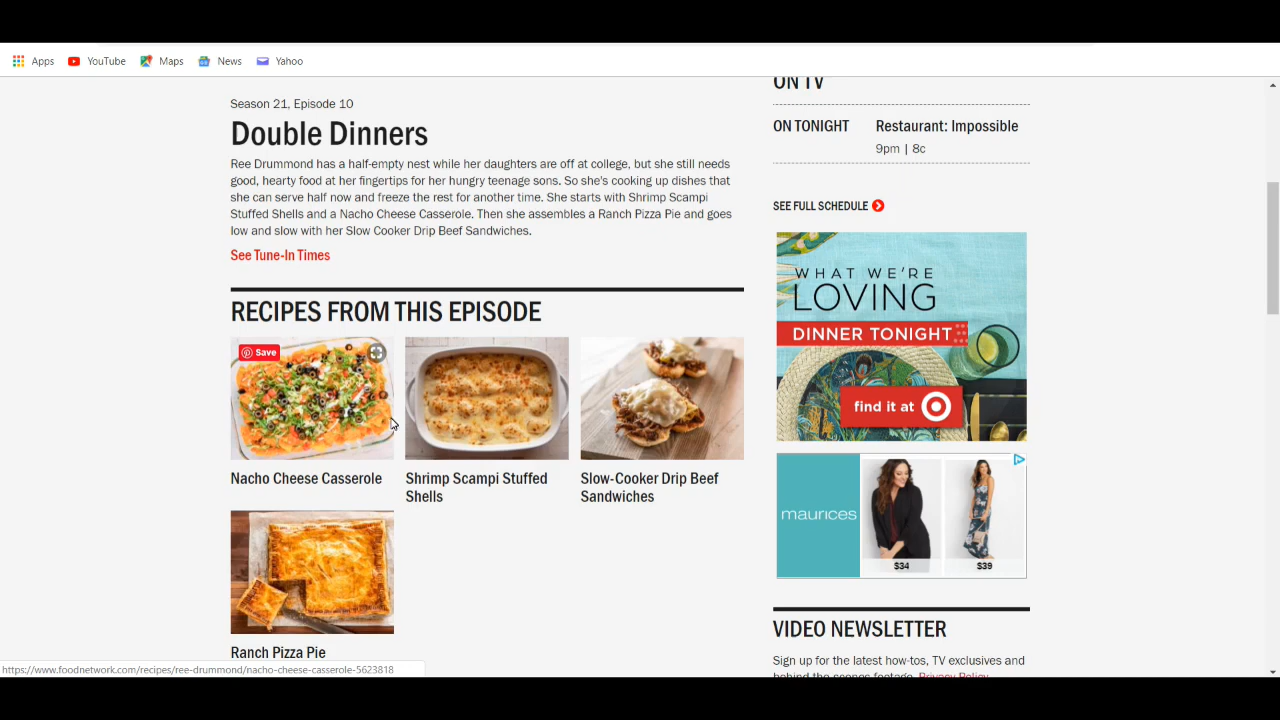 Apps YouTube Maps News Yahoo
Season 21, Episode 10
Double Dinners
Ree Drummond has a half-empty nest while her daughters are off at college, but she still needs
good, hearty food at her fingertips for her hungry teenage sons. So she's cooking up dishes that
she can serve half now and freeze the rest for another time. She starts with Shrimp Scampi
Stuffed Shells and a Nacho Cheese Casserole. Then she assembles a Ranch Pizza Pie and goes
low and slow with her Slow Cooker Drip Beef Sandwiches.
See Tune-In Times
RECIPES FROM THIS EPISODE
Save
Nacho Cheese Casserole
Shrimp Scampi Stuffed
Shells
Slow-Cooker Drip Beef
Sandwiches
Ranch Pizza Pie
https://www.foodnetwork.com/recipes/ree-drummond/nacho-cheese-casserole-5623818
ON TV
ON TONIGHT Restaurant: Impossible
9pm | 8c
SEE FULL SCHEDULE
WHAT WE'RE
LOVING
DINNER TONIGHT
find it at
maurices
$34 $39
VIDEO NEWSLETTER
Sign up for the latest how-tos, TV exclusives and
behind the scenes footage. Privacy Policy